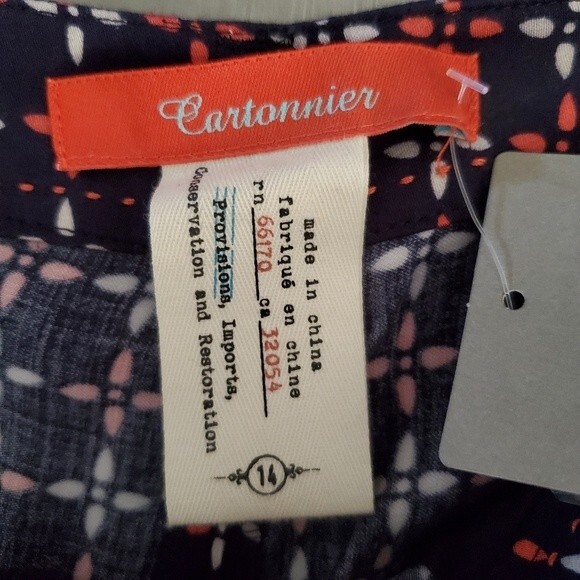 Cartonnier
made in china
fabriqué en chine
rn 66170 ca 32054
provisions, Imports,
Conservation and Restoration
14